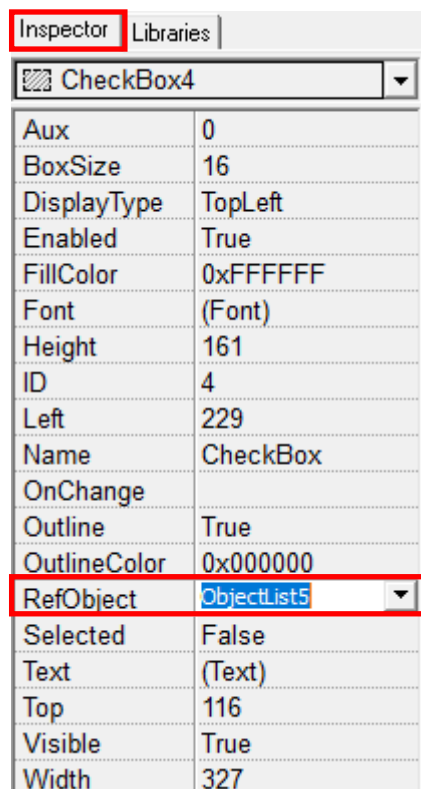 Inspector Libraries
CheckBox4
Aux 0
BoxSize 16
DisplayType TopLeft
Enabled True
FillColor 0xFFFFFF
Font (Font)
Height 161
ID 4
Left 229
Name CheckBox
OnChange
Outline True
OutlineColor 0x000000
RefObject ObjectList5
Selected False
Text (Text)
Top 116
Visible True
Width 327